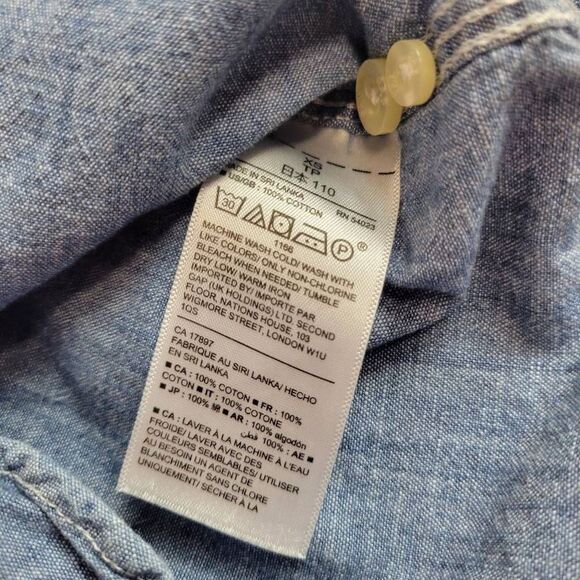 XS
TP
日本 110
MADE IN SRI LANKA
■ US/GB : 100% COTTON RN 54023
30 P ®
1166
MACHINE WASH COLD/ WASH WITH
LIKE COLORS/ ONLY NON-CHLORINE
BLEACH WHEN NEEDED/ TUMBLE
DRY LOW/ WARM IRON
IMPORTED BY/ IMPORTE PAR
GAP (UK HOLDINGS) LTD SECOND
FLOOR, NATIONS HOUSE, 103
WIGMORE STREET, LONDON W1U
1QS
CA 17897
FABRIQUE AU SRI LANKA/ HECHO
EN SRI LANKA
■ CA : 100% COTON ■ FR : 100%
COTON ■ IT : 100% COTONE
■ JP : 100% 綿 ■ AR : 100% algodón
قطن 100% : AE ■
■ CA : LAVER À LA MACHINE À L'EAU
FROIDE/ LAVER AVEC DES
COULEURS SEMBLABLES/ UTILISER
AU BESOIN UN AGENT DE
BLANCHIMENT SANS CHLORE
UNIQUEMENT/ SÉCHER À LA